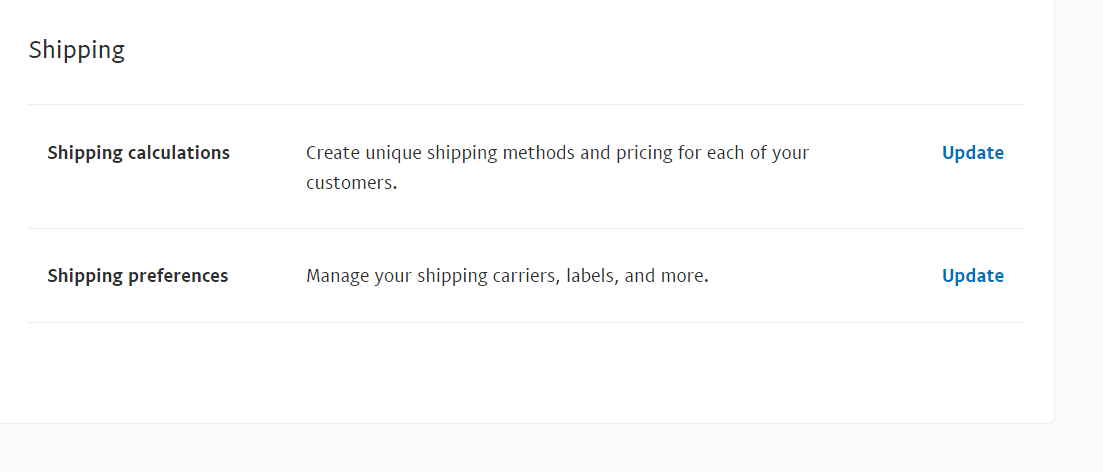 Shipping
Shipping calculations
Create unique shipping methods and pricing for each of your
customers.
Update
Shipping preferences
Manage your shipping carriers, labels, and more.
Update